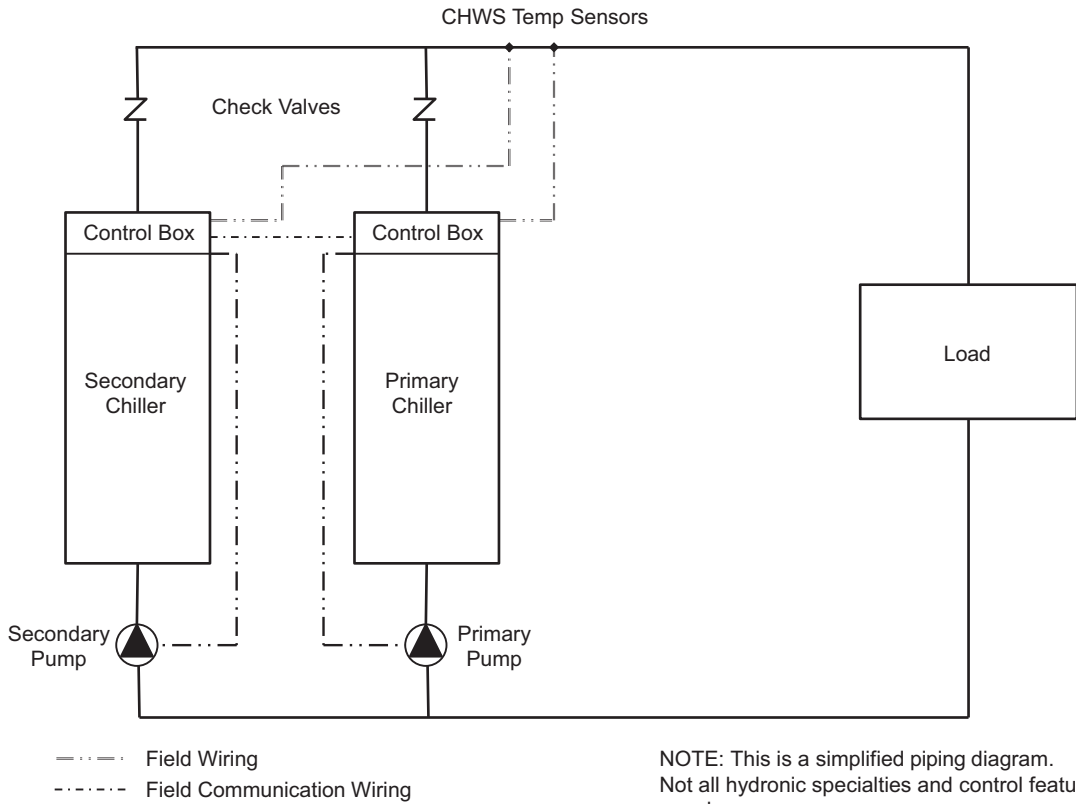 CHWS Temp Sensors
Check Valves
Control Box
Control Box
Secondary
Chiller
Primary
Chiller
Load
Secondary
Pump
Primary
Pump
Field Wiring
Field Communication Wiring
NOTE: This is a simplified piping diagram.
Not all hydronic specialties and control featu